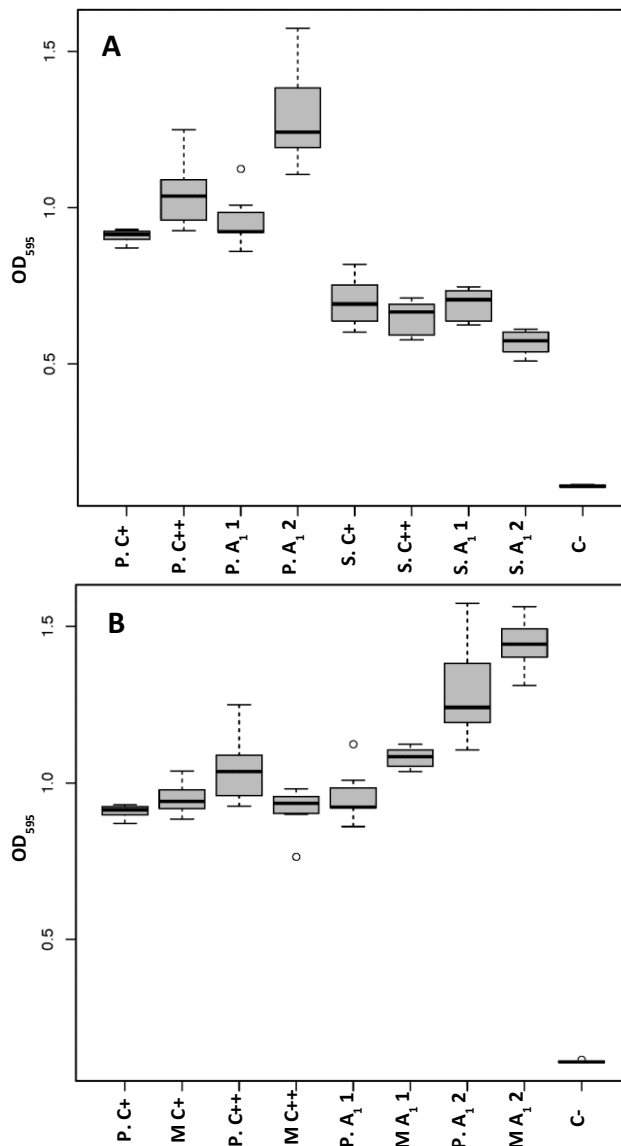 A
OD595
1.5
1.0
0.5
P. C+
P. C++
P. A1 1
P. A1 2
S. C+
S. C++
S. A1 1
S. A1 2
C-
B
OD595
1.5
1.0
0.5
P. C+
M C+
P. C++
M C++
P. A1 1
M A1 1
P. A1 2
M A1 2
C-